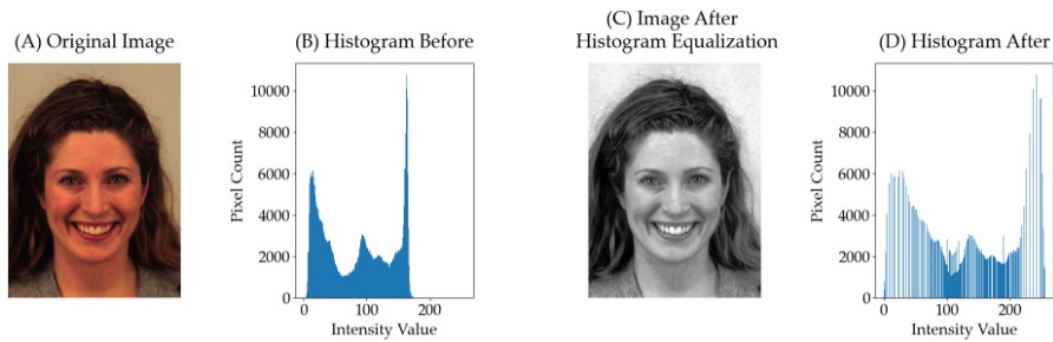 (A) Original Image
(B) Histogram Before
(C) Image After
Histogram Equalization
(D) Histogram After
Pixel Count
10000
8000
6000
4000
2000
0
0
100
200
Intensity Value
Pixel Count
10000
8000
6000
4000
2000
0
0
100
200
Intensity Value